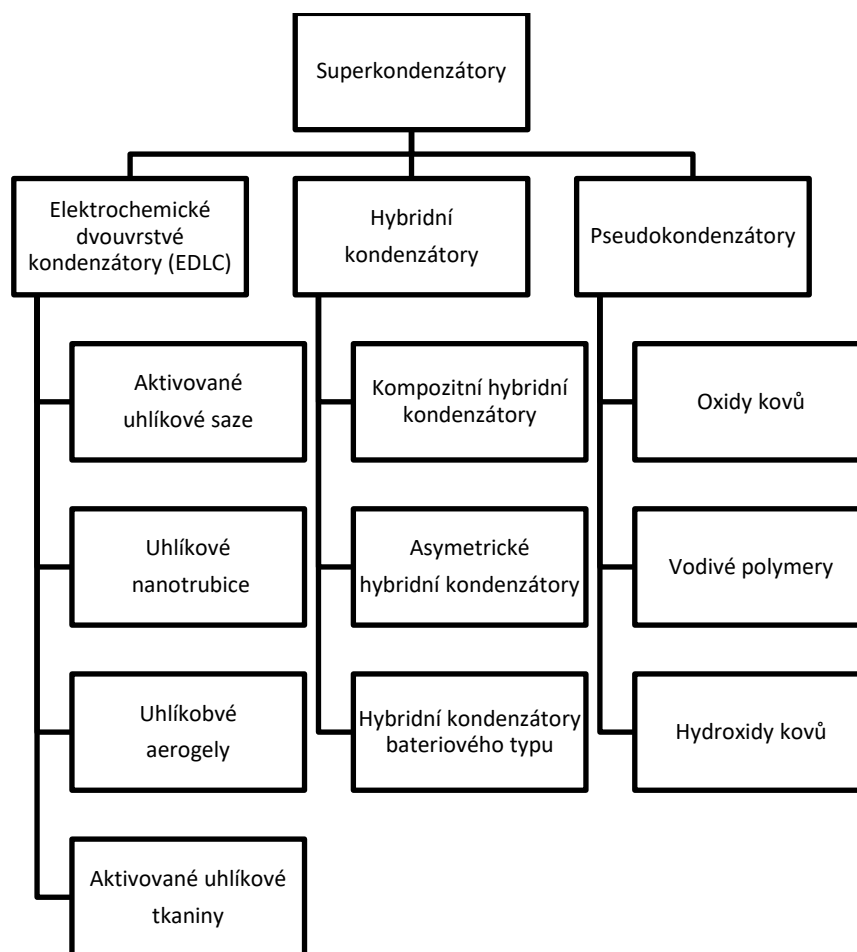 Superkondenzátory
Elektrochemické
dvouvrstvé
kondenzátory (EDLC)
Hybridní
kondenzátory
Pseudokondenzátory
Aktivované
uhlíkové saze
Kompozitní hybridní
kondenzátory
Oxidy kovů
Uhlíkové
nanotrubice
Asymetrické
hybridní kondenzátory
Vodivé polymery
Uhlíkobvé
aerogely
Hybridní kondenzátory
bateriového typu
Hydroxidy kovů
Aktivované uhlíkové
tkaniny